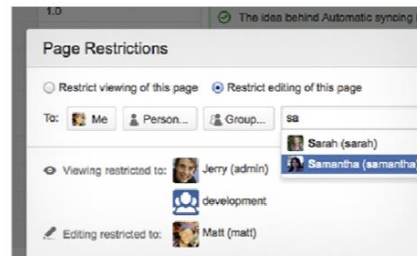 1.0
The idea behind Automatic syncing
Page Restrictions
Restrict viewing of this page Restrict editing of this page
To: Me Person... Group... sa
Sarah (sarah)
Samantha (samantha)
Viewing restricted to: Jerry (admin)
development
Editing restricted to: Matt (matt)